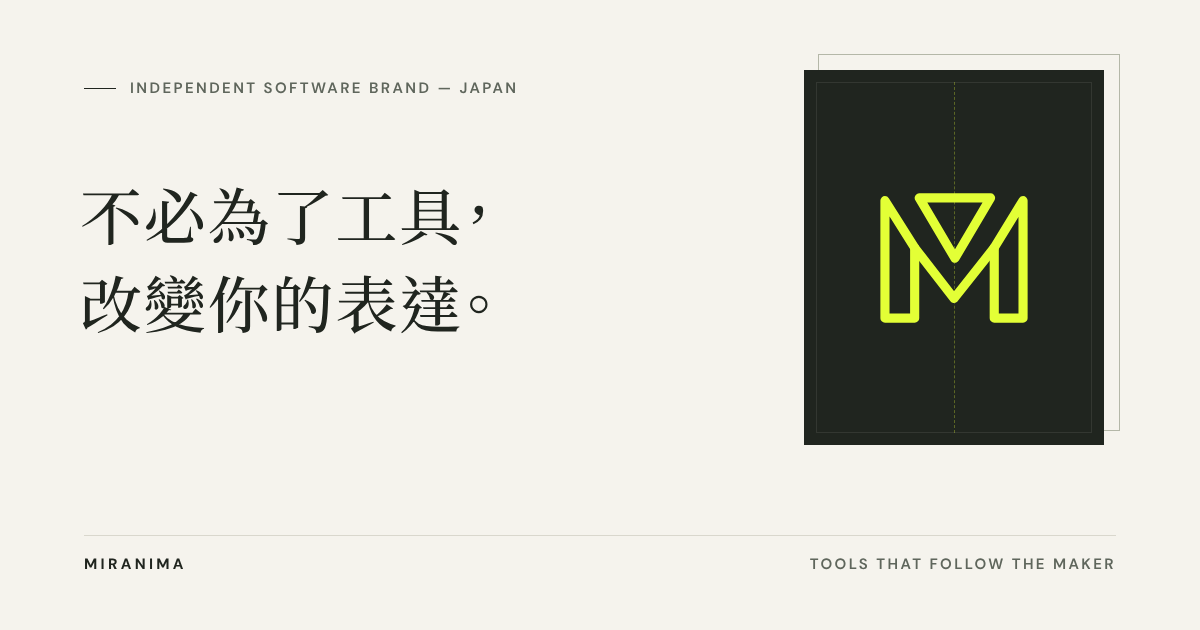 INDEPENDENT SOFTWARE BRAND — JAPAN
不必為了工具，
改變你的表達。
M
MIRANIMA
TOOLS THAT FOLLOW THE MAKER